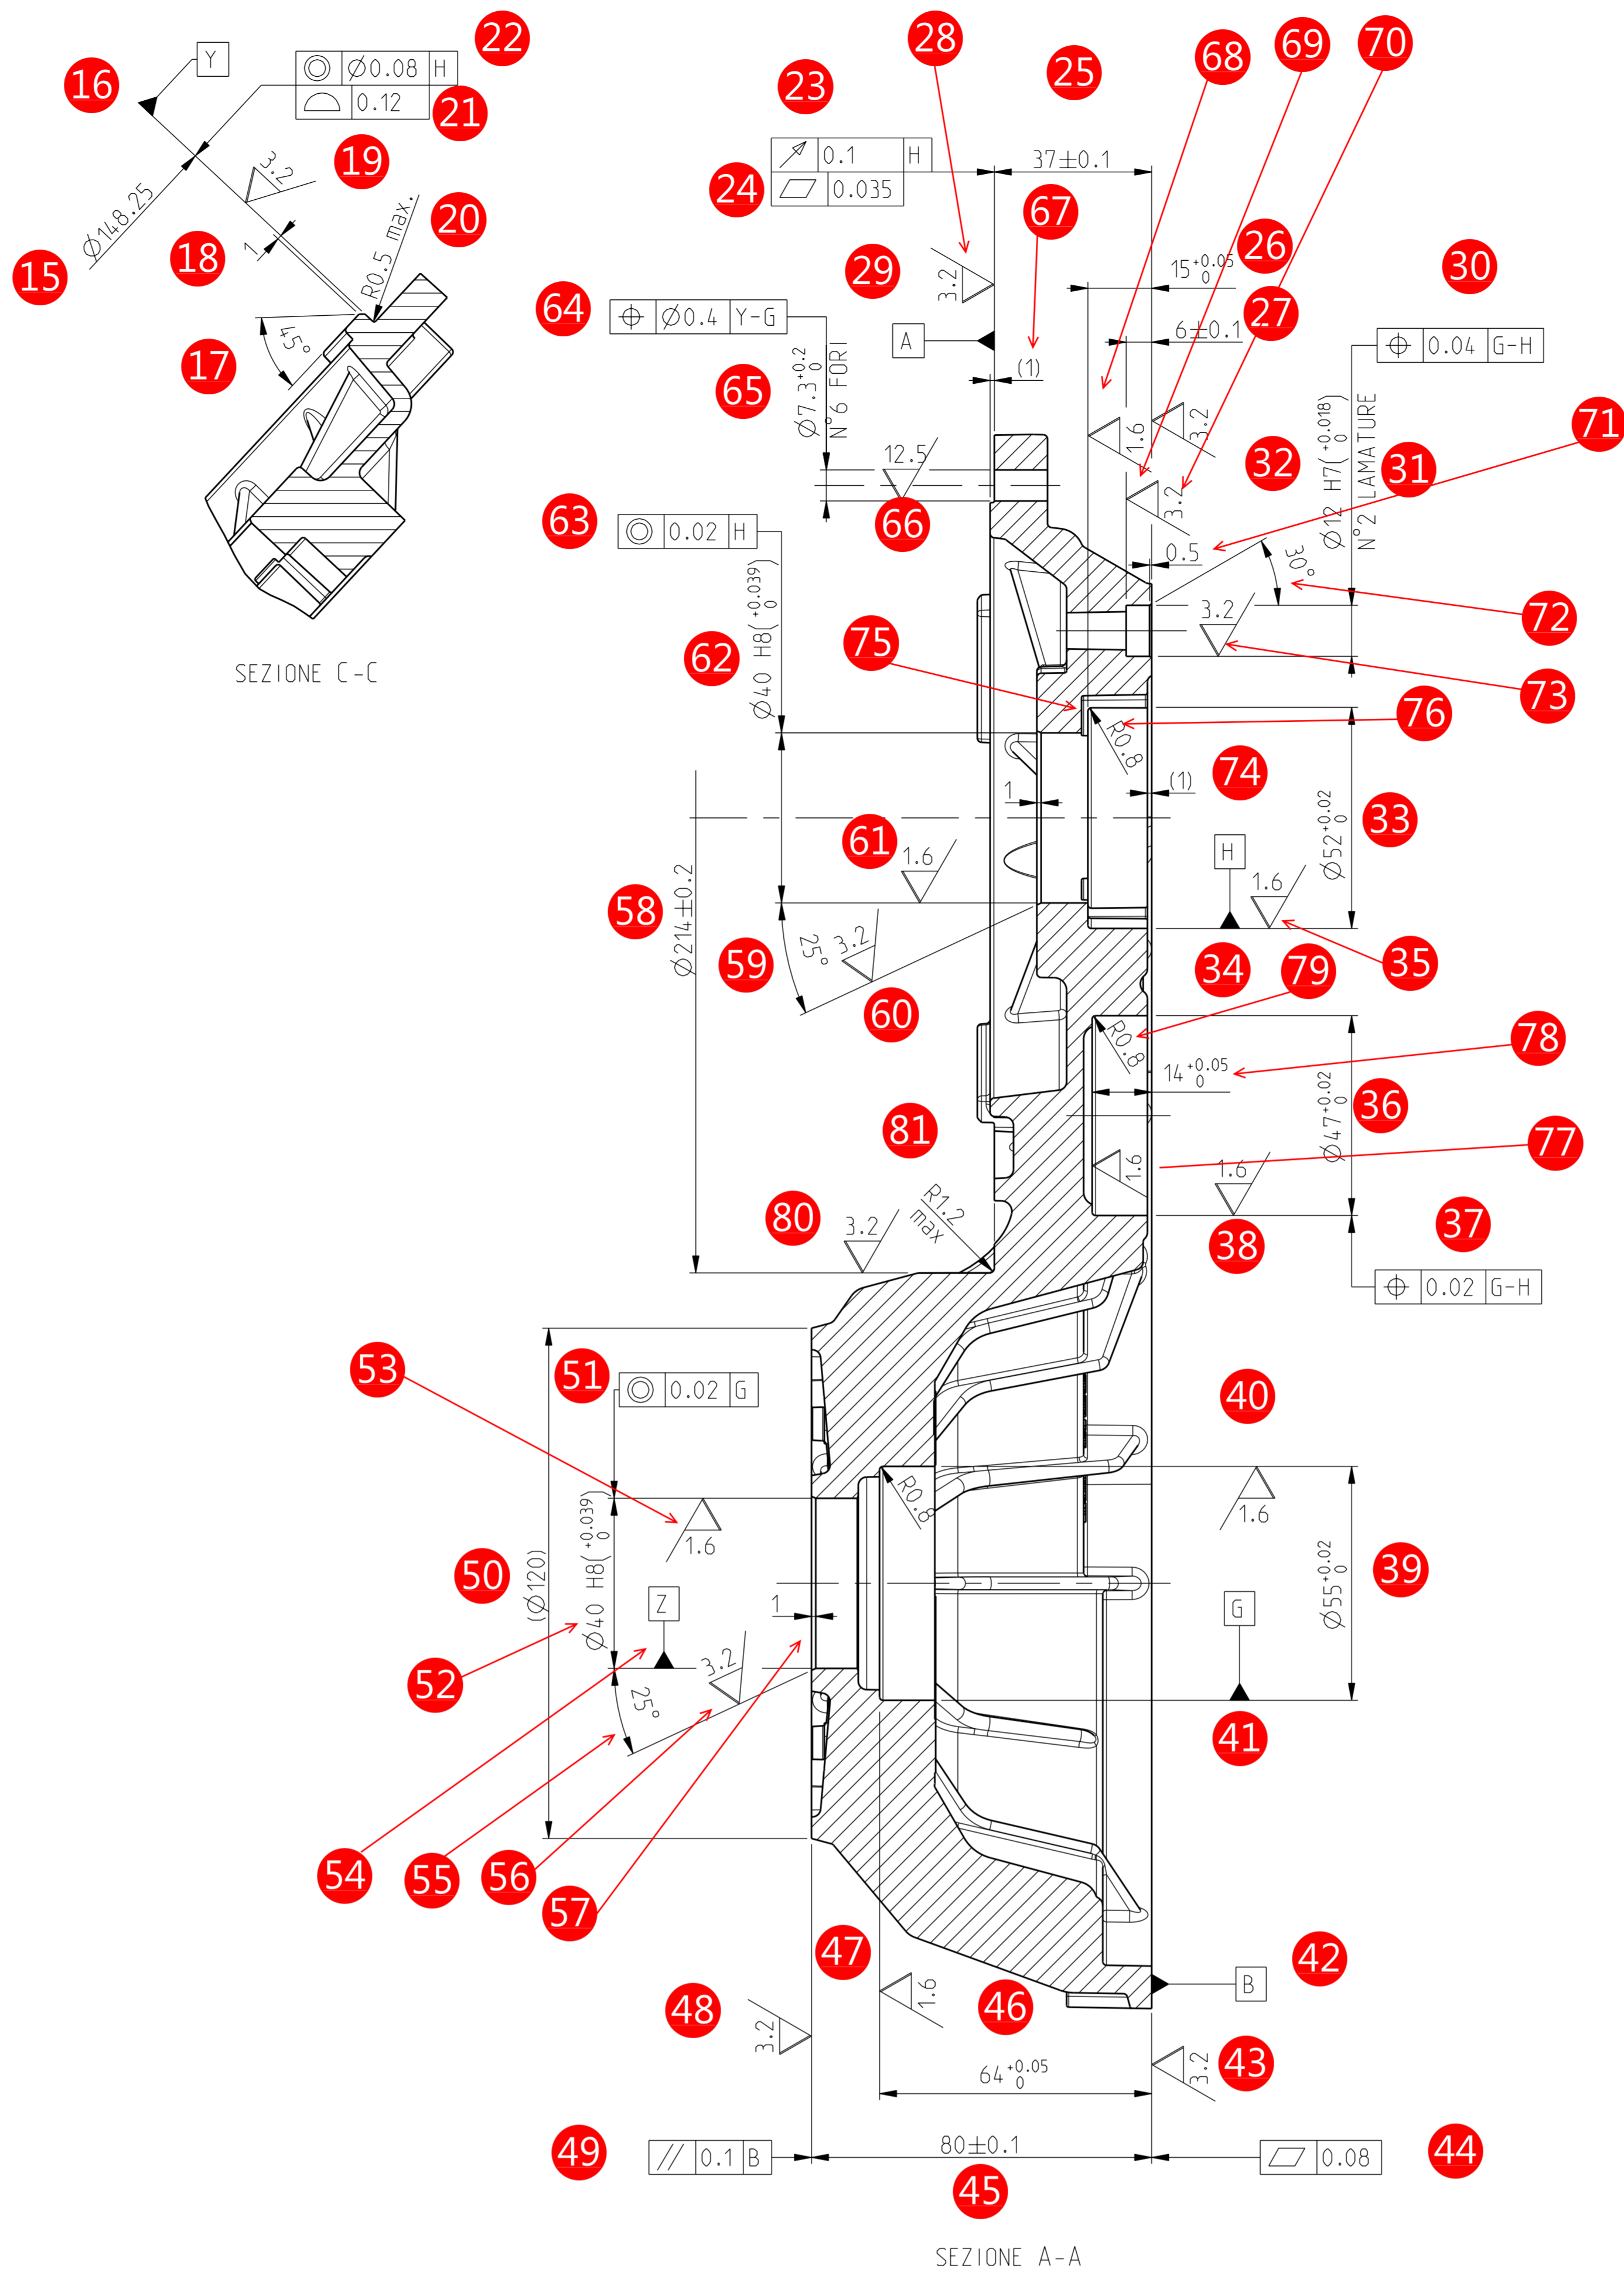 22
28
69
70
16
Y
25
68
Ø0.08 H
23
0.12
21
19
3.2
0.1 H
37±0.1
24
0.035
Ø148.25
20
67
18
1
R0.5 max.
26
15
29
15 +0.05 0
30
3.2
64
Ø0.4 Y-G
27
6±0.1
A
0.04 G-H
45°
17
65
Ø7.3 +0.2 0
N°6 FORI
(1)
1.6
3.2
71
12.5
32
31
Ø12 H7( +0.018 0 )
N°2 LAMATURE
3.2
63
0.02 H
66
0.5
30°
72
3.2
62
Ø40 H8( +0.039 0 )
75
SEZIONE C-C
73
76
R0.8
74
1
(1)
33
Ø52 +0.02 0
61
1.6
H
1.6
58
Ø214±0.2
59
25°
3.2
34
79
35
60
R0.8
78
14 +0.05 0
36
Ø47 +0.02 0
81
77
1.6
1.6
R1.2
max
80
3.2
37
38
0.02 G-H
53
51
0.02 G
40
R0.8
1.6
1.6
50
(Ø120)
Ø40 H8( +0.039 0 )
39
Ø55 +0.02 0
Z
1
G
3.2
52
25°
41
54
55
56
57
47
42
B
1.6
48
46
3.2
43
64 +0.05 0
3.2
49
0.1 B
80±0.1
0.08
44
45
SEZIONE A-A